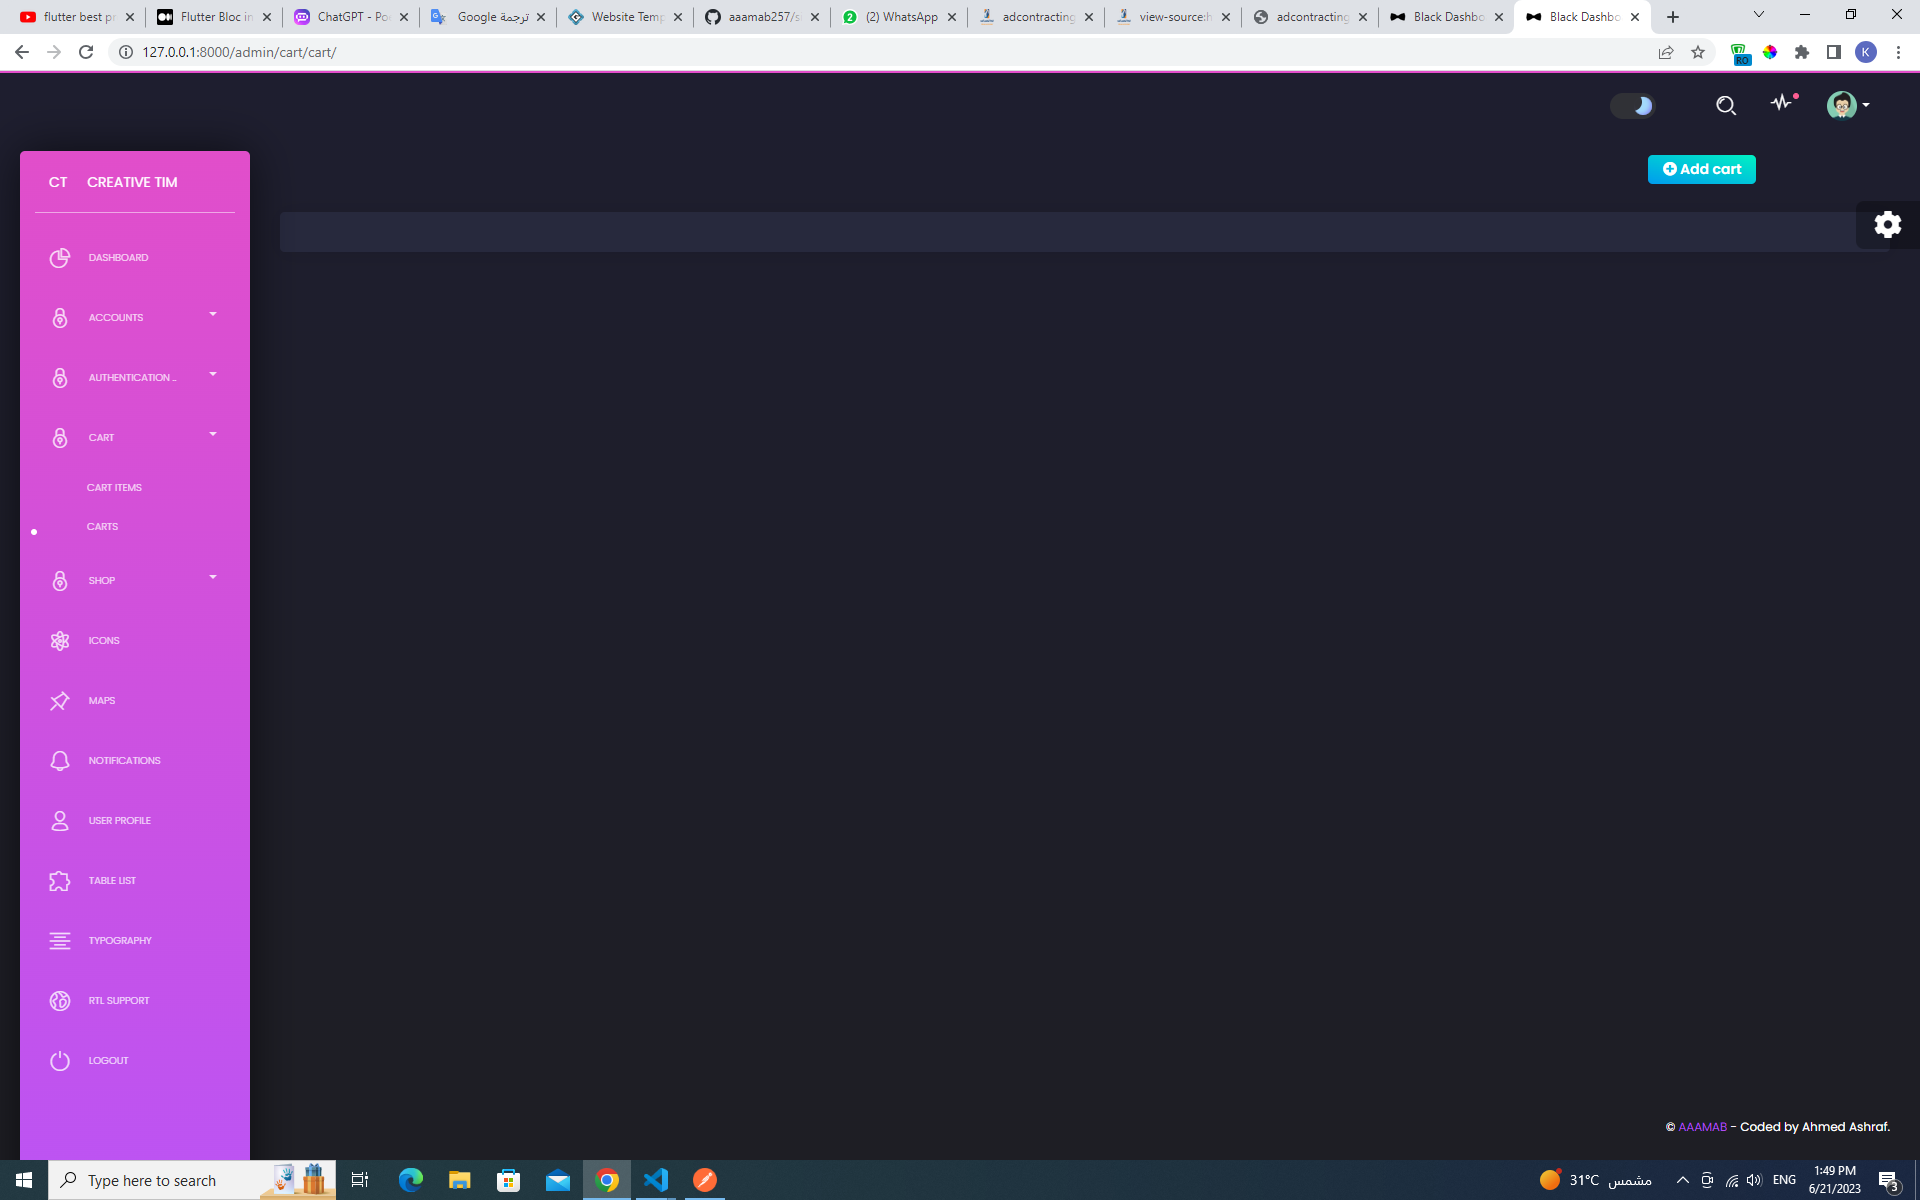 flutter best pr
Flutter Bloc in
ChatGPT - Po
ترجمة Google
Website Temp
aaamab257/s
(2) WhatsApp
adcontracting
view-source:h
adcontracting
Black Dashbo
Black Dashbo
127.0.0.1:8000/admin/cart/cart/
RO
K
CT CREATIVE TIM
Add cart
DASHBOARD
ACCOUNTS
AUTHENTICATION ...
CART
CART ITEMS
CARTS
SHOP
ICONS
MAPS
NOTIFICATIONS
USER PROFILE
TABLE LIST
TYPOGRAPHY
RTL SUPPORT
LOGOUT
© AAAMAB - Coded by Ahmed Ashraf.
Type here to search
31°C مشمس
ENG
1:49 PM
6/21/2023
3